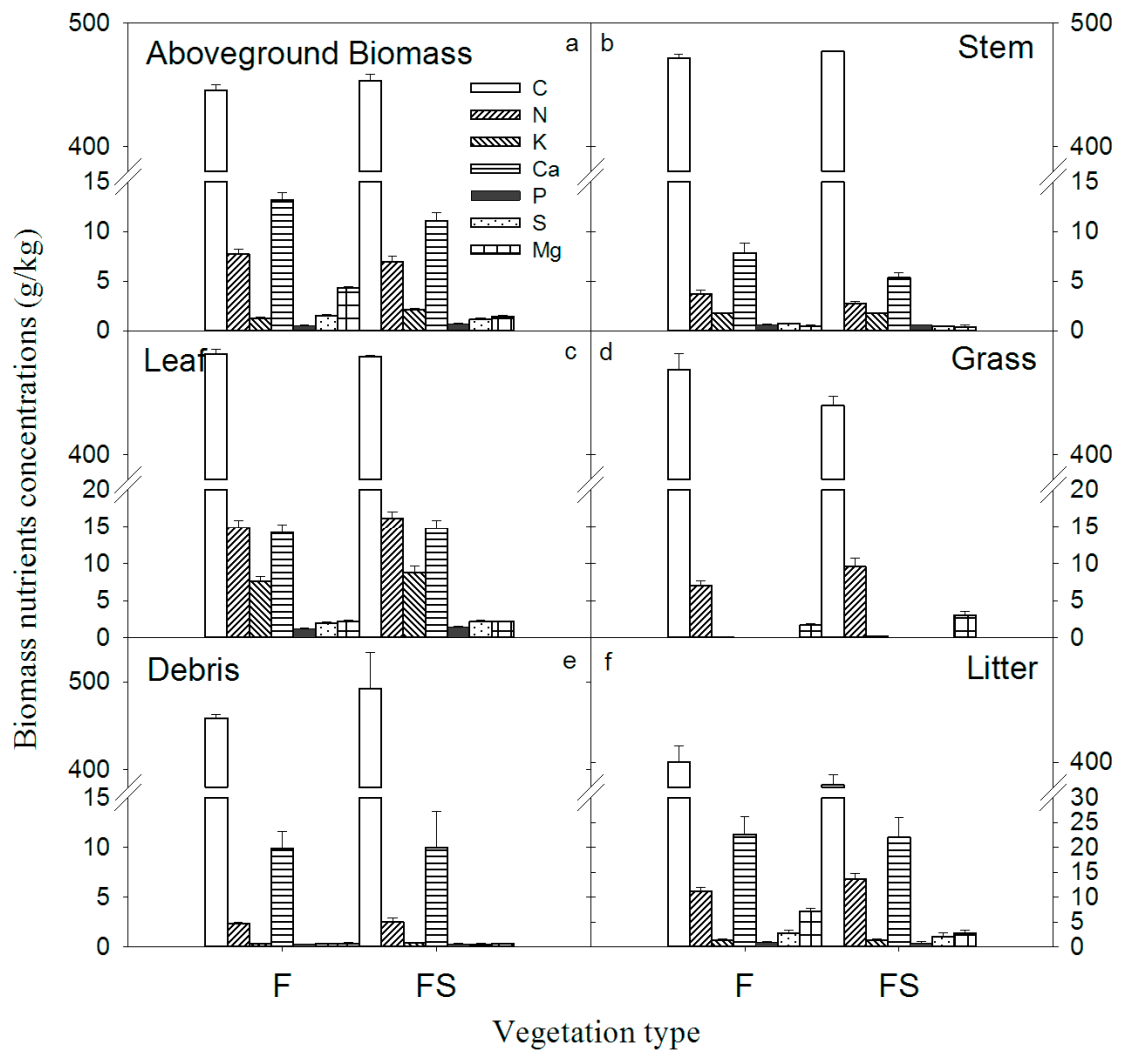 500
Aboveground Biomass
a
400
15
10
5
0
C
N
K
Ca
P
S
Mg
b
Stem
500
400
15
10
5
0
Leaf
c
400
20
15
10
5
0
d
Grass
400
20
15
10
5
0
Debris
e
500
400
15
10
5
0
f
Litter
400
30
25
20
15
10
5
0
F
FS
F
FS
Biomass nutrients concentrations (g/kg)
Vegetation type